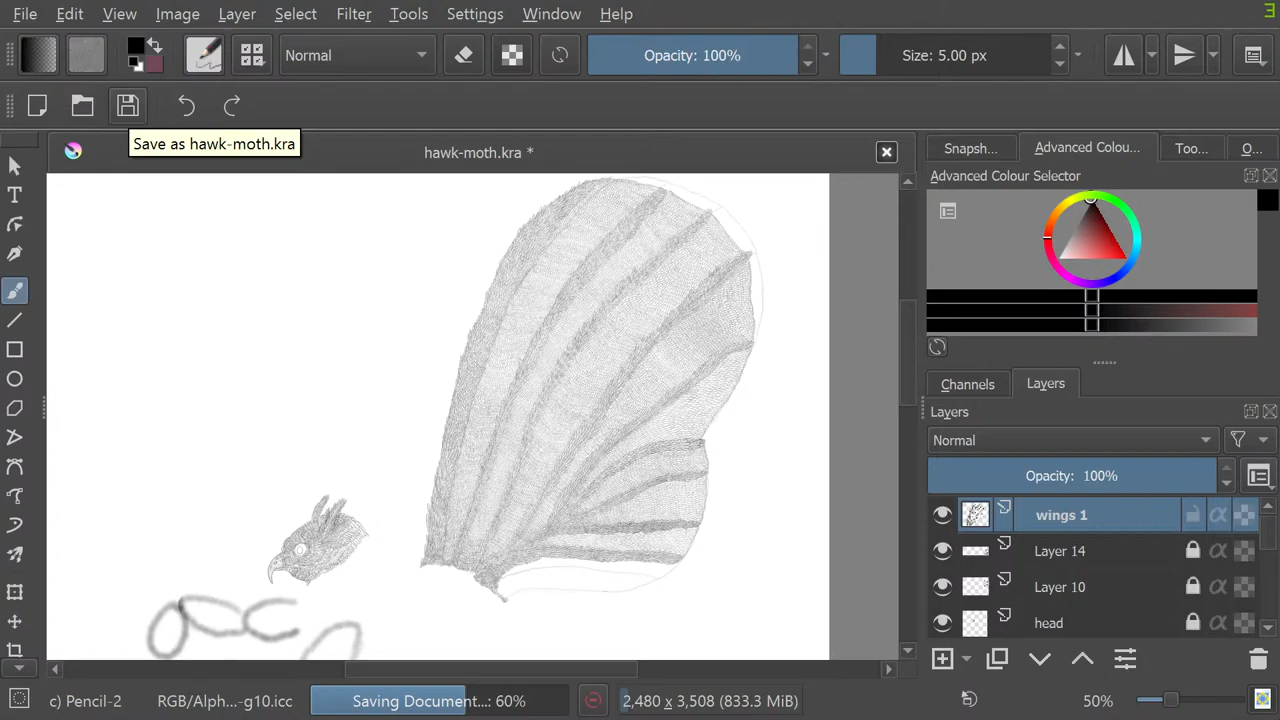 File Edit View Image Layer Select Filter Tools Settings Window Help 3
Normal Opacity: 100% Size: 5.00 px
Save as hawk-moth.kra
hawk-moth.kra *
Snapsh... Advanced Colou... Too... O...
Advanced Colour Selector
Channels Layers
Layers
Normal
Opacity: 100%
wings 1
Layer 14
Layer 10
head
c) Pencil-2 RGB/Alph...-g10.icc Saving Document...: 60% 2,480 x 3,508 (833.3 MiB) 50%